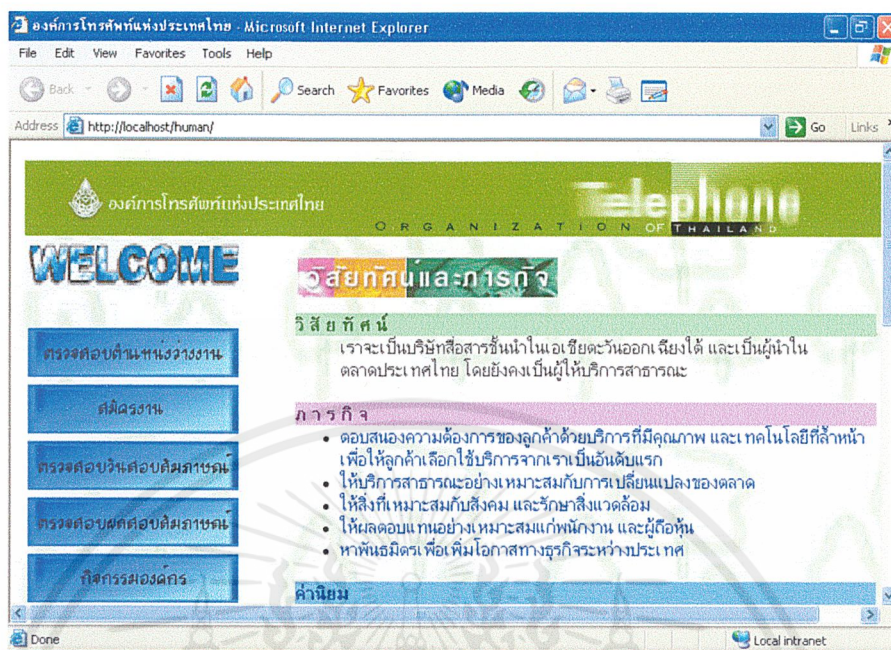 องค์การโทรศัพท์แห่งประเทศไทย - Microsoft Internet Explorer
File Edit View Favorites Tools Help
Back Search Favorites Media
Address http://localhost/human/ Go Links
องค์การโทรศัพท์แห่งประเทศไทย
Telephone
ORGANIZATION OF THAILAND
WELCOME
วิสัยทัศน์และภารกิจ
ตรวจสอบตำแหน่งว่างงาน
สมัครงาน
ตรวจสอบวันสอบสัมภาษณ์
ตรวจสอบผลสอบสัมภาษณ์
กิจกรรมองค์กร
วิสัยทัศน์
เราจะเป็นบริษัทสื่อสารชั้นนำในเอเชียตะวันออกเฉียงใต้ และเป็นผู้นำใน
ตลาดประเทศไทย โดยยังคงเป็นผู้ให้บริการสาธารณะ
ภารกิจ
• ตอบสนองความต้องการของลูกค้าด้วยบริการที่มีคุณภาพ และเทคโนโลยีที่ล้ำหน้า
เพื่อให้ลูกค้าเลือกใช้บริการจากเราเป็นอันดับแรก
• ให้บริการสาธารณะอย่างเหมาะสมกับการเปลี่ยนแปลงของตลาด
• ให้สิ่งที่เหมาะสมกับสังคม และรักษาสิ่งแวดล้อม
• ให้ผลตอบแทนอย่างเหมาะสมแก่พนักงาน และผู้ถือหุ้น
• หาพันธมิตรเพื่อเพิ่มโอกาสทางธุรกิจระหว่างประเทศ
ค่านิยม
Done Local intranet